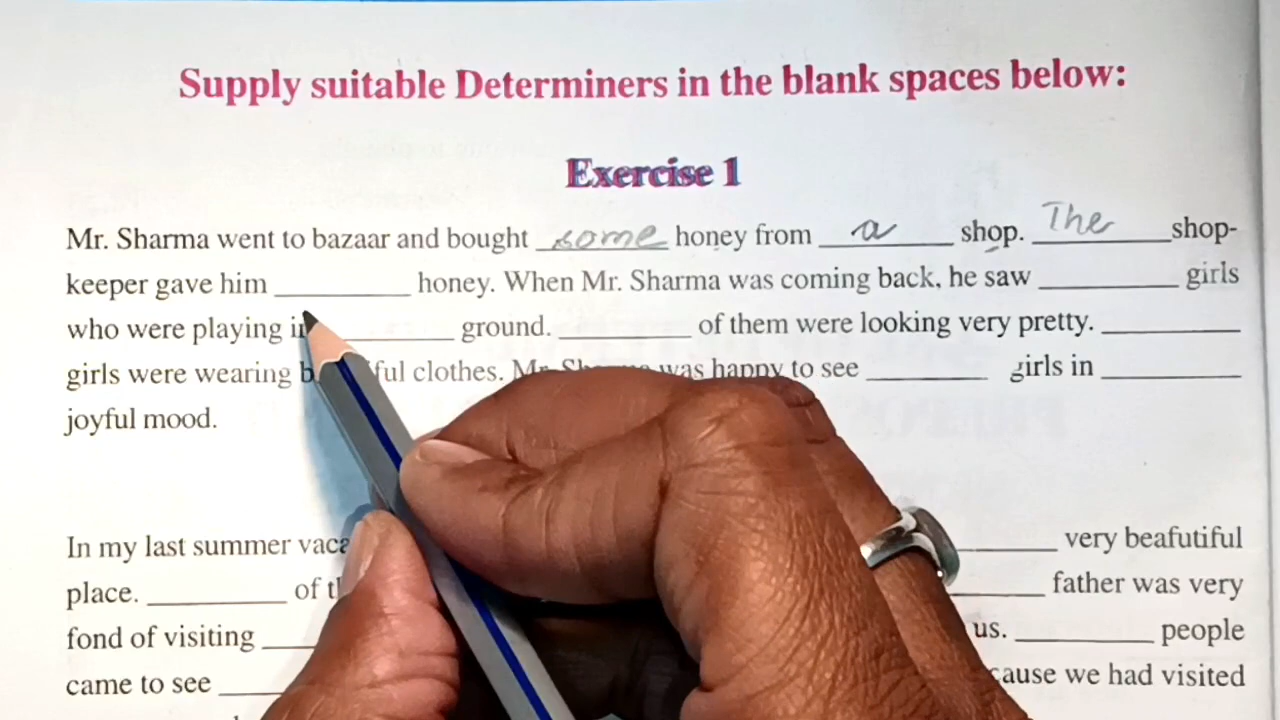 Supply suitable Determiners in the blank spaces below:
Exercise 1
Mr. Sharma went to bazaar and bought some honey from a shop. The shop-
keeper gave him ________ honey. When Mr. Sharma was coming back, he saw ________ girls
who were playing ________ ground. ________ of them were looking very pretty. ________
girls were wearing clothes. was happy to see ________ girls in ________
joyful mood.
In my last summer ________ very beafutiful
place. ________ of ________ father was very
fond of visiting ________ us. ________ people
came to see ________ we had visited